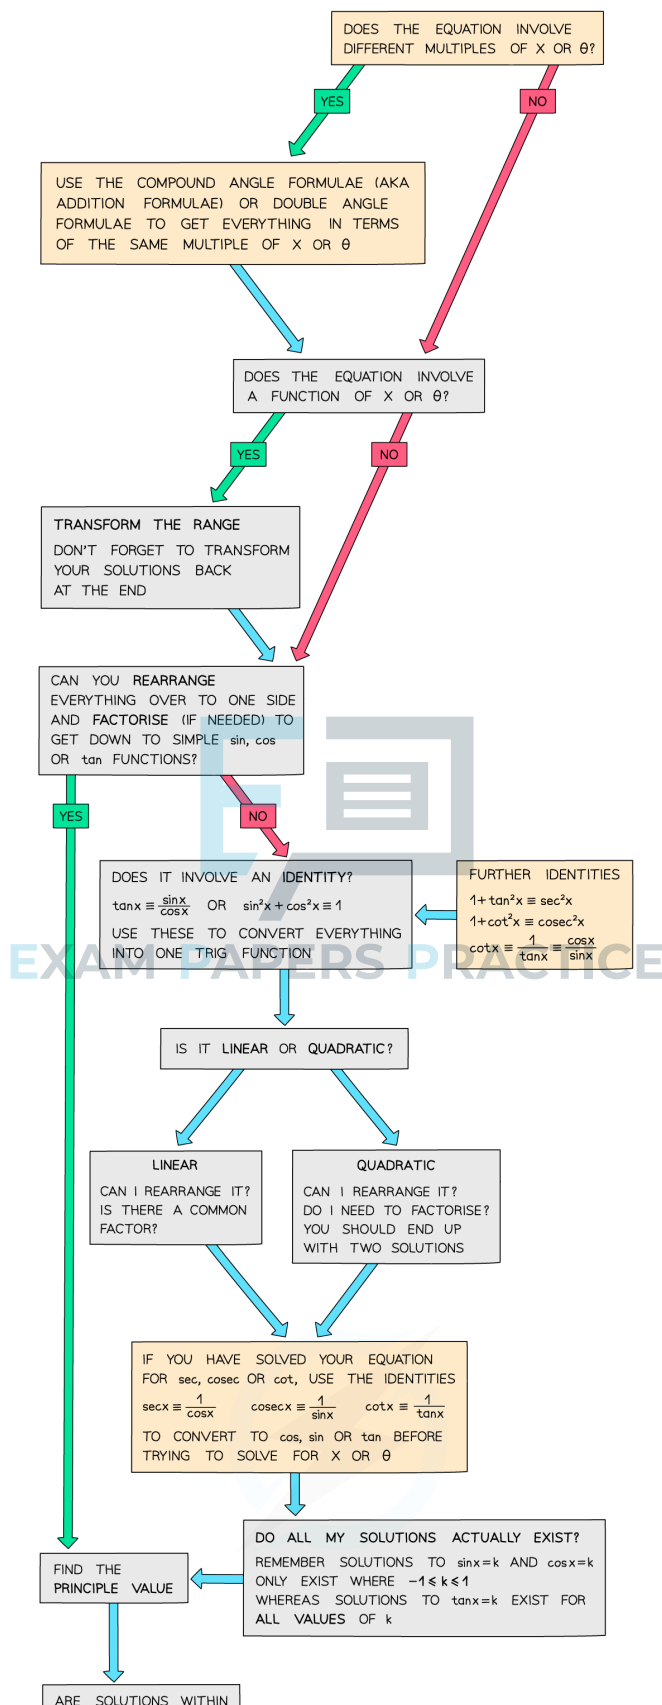 DOES THE EQUATION INVOLVE
DIFFERENT MULTIPLES OF X OR θ?
YES
NO
USE THE COMPOUND ANGLE FORMULAE (AKA
ADDITION FORMULAE) OR DOUBLE ANGLE
FORMULAE TO GET EVERYTHING IN TERMS
OF THE SAME MULTIPLE OF X OR θ
DOES THE EQUATION INVOLVE
A FUNCTION OF X OR θ?
YES
NO
TRANSFORM THE RANGE
DON'T FORGET TO TRANSFORM
YOUR SOLUTIONS BACK
AT THE END
CAN YOU REARRANGE
EVERYTHING OVER TO ONE SIDE
AND FACTORISE (IF NEEDED) TO
GET DOWN TO SIMPLE sin, cos
OR tan FUNCTIONS?
YES
NO
DOES IT INVOLVE AN IDENTITY?
tanx ≡ sinx/cosx OR sin²x + cos²x ≡ 1
USE THESE TO CONVERT EVERYTHING
INTO ONE TRIG FUNCTION
FURTHER IDENTITIES
1+tan²x ≡ sec²x
1+cot²x ≡ cosec²x
cotx ≡ 1/tanx ≡ cosx/sinx
EXAM PAPERS PRACTICE
IS IT LINEAR OR QUADRATIC?
LINEAR
CAN I REARRANGE IT?
IS THERE A COMMON
FACTOR?
QUADRATIC
CAN I REARRANGE IT?
DO I NEED TO FACTORISE?
YOU SHOULD END UP
WITH TWO SOLUTIONS
IF YOU HAVE SOLVED YOUR EQUATION
FOR sec, cosec OR cot, USE THE IDENTITIES
secx ≡ 1/cosx cosecx ≡ 1/sinx cotx ≡ 1/tanx
TO CONVERT TO cos, sin OR tan BEFORE
TRYING TO SOLVE FOR X OR θ
DO ALL MY SOLUTIONS ACTUALLY EXIST?
REMEMBER SOLUTIONS TO sinx=k AND cosx=k
ONLY EXIST WHERE -1⩽k⩽1
WHEREAS SOLUTIONS TO tanx=k EXIST FOR
ALL VALUES OF k
FIND THE
PRINCIPLE VALUE
ARE SOLUTIONS WITHIN